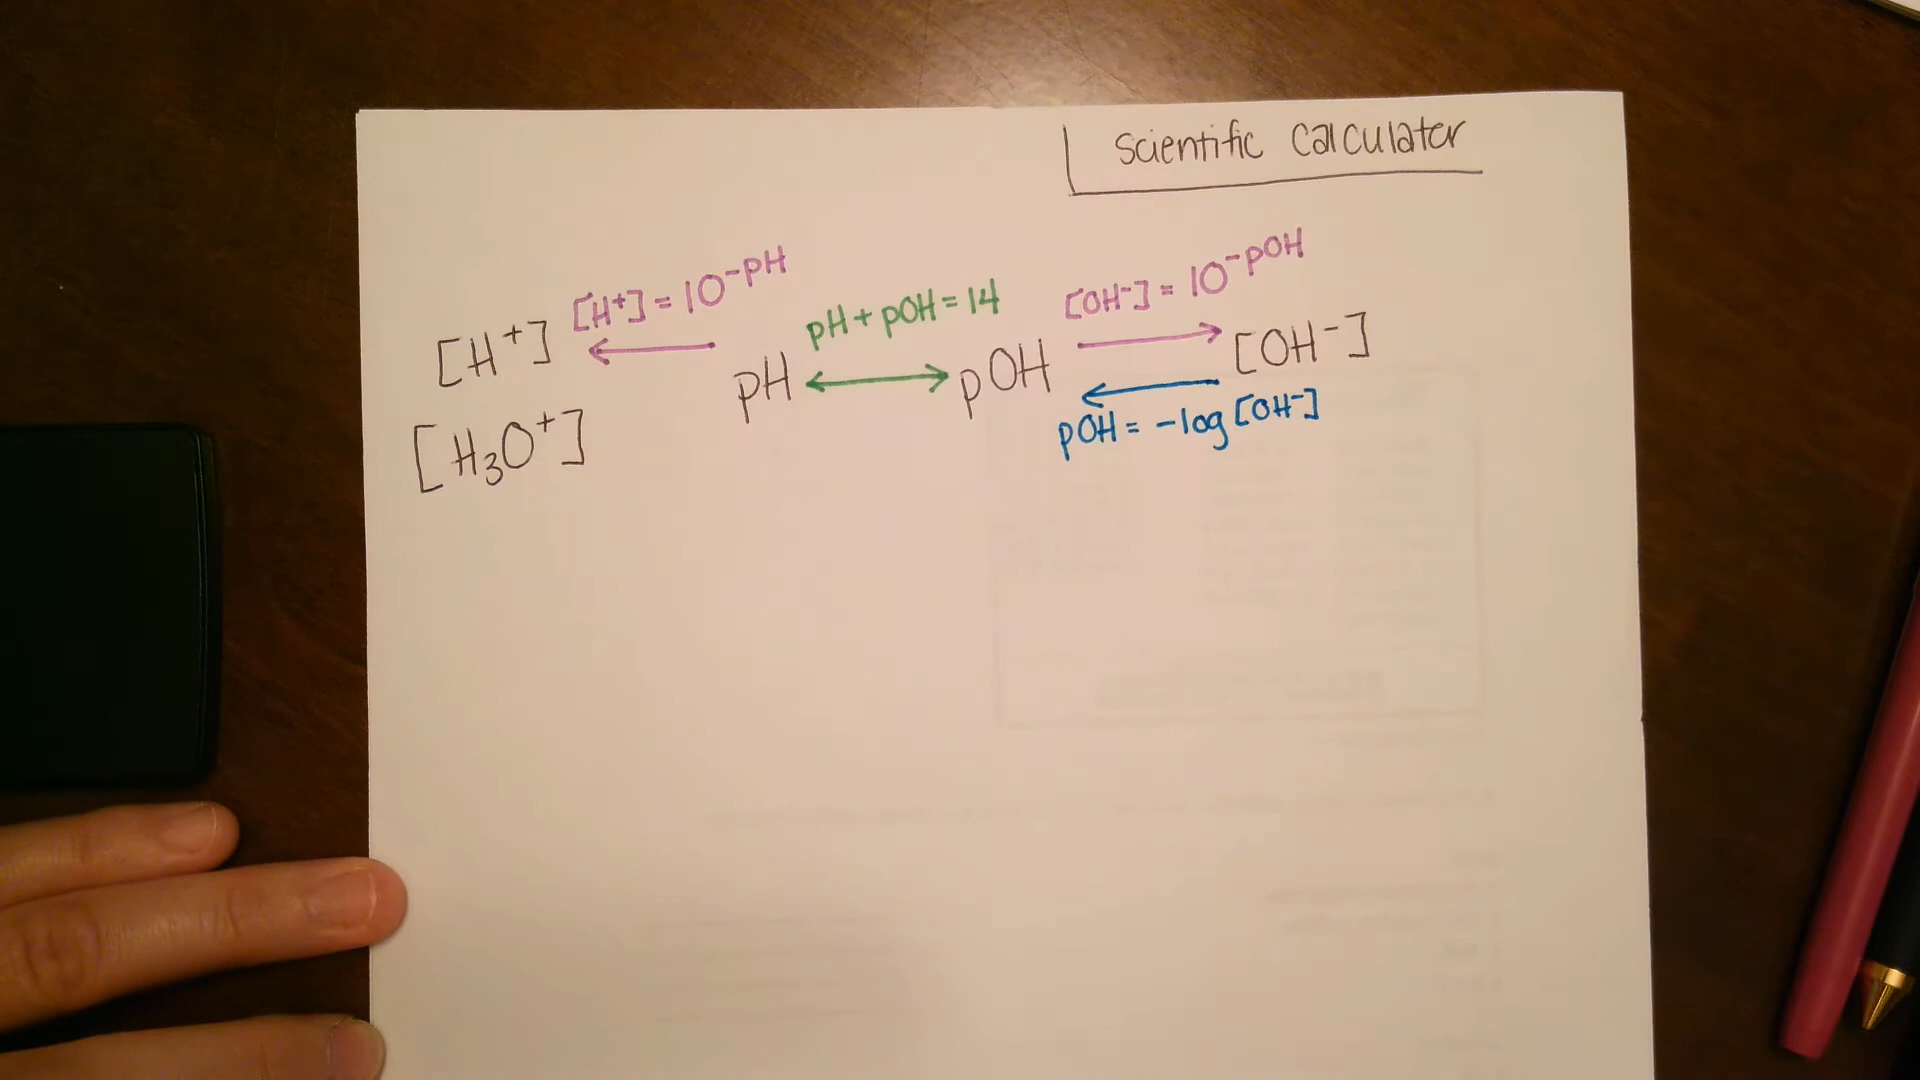 Scientific Calculater
[H⁺] = 10⁻ᵖᴴ
pH + pOH = 14
[OH⁻] = 10⁻ᵖᴼᴴ
[H⁺]
pH
pOH
[OH⁻]
[H₃O⁺]
pOH = -log [OH⁻]